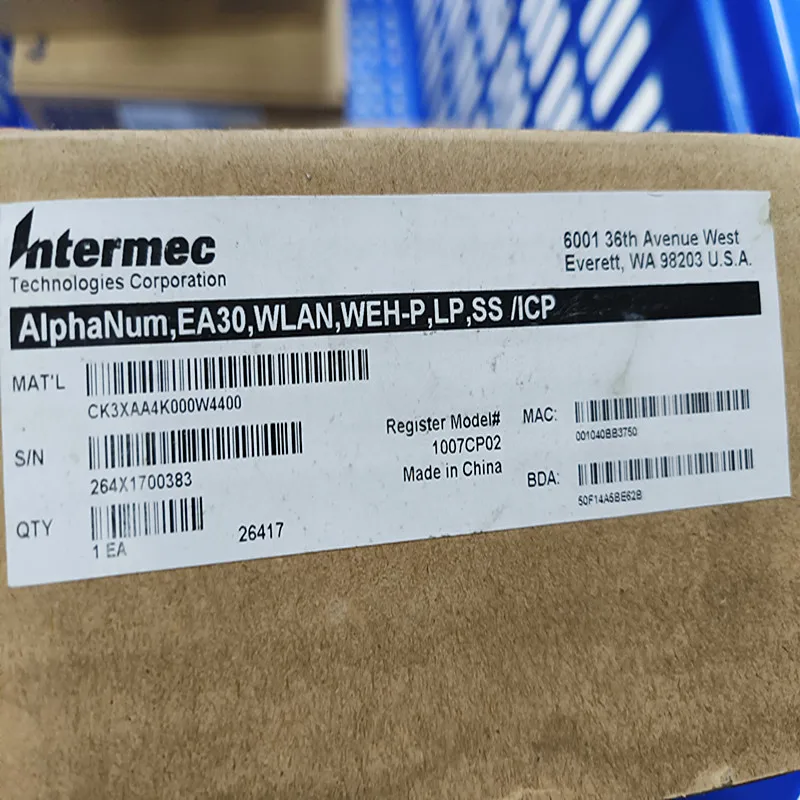 Intermec
Technologies Corporation
6001 36th Avenue West
Everett, WA 98203 U.S.A.
AlphaNum,EA30,WLAN,WEH-P,LP,SS /ICP
MAT'L
CK3XAA4K000W4400
S/N
264X1700383
QTY
1 EA
26417
Register Model#
1007CP02
Made in China
MAC:
001040BB3750
BDA:
50F14A5BE62B